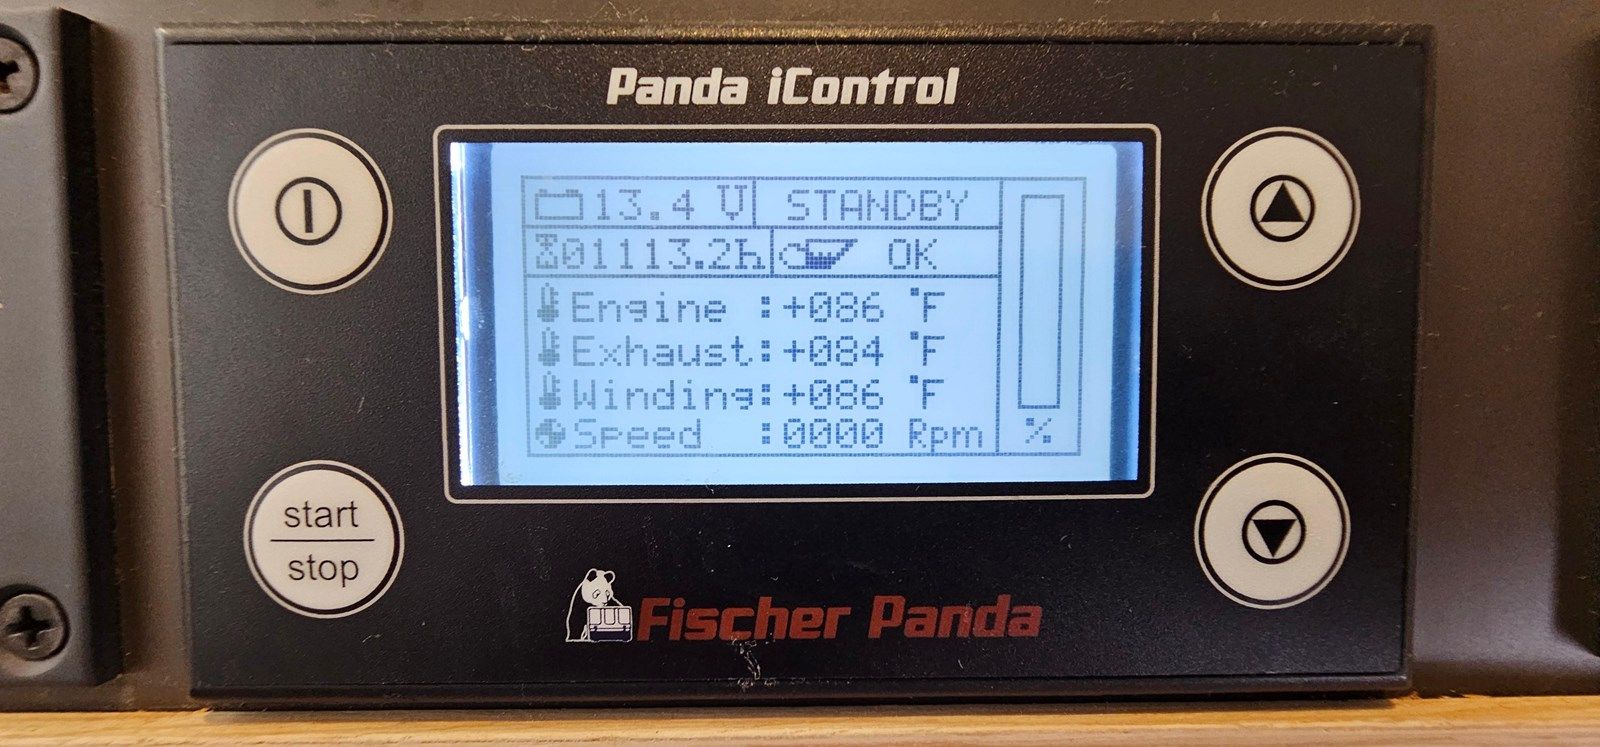 Panda iControl
13.4 V STANDBY
01113.2h OK
Engine :+086 °F
Exhaust:+084 °F
Winding:+086 °F
Speed :0000 Rpm
%
start
stop
Fischer Panda